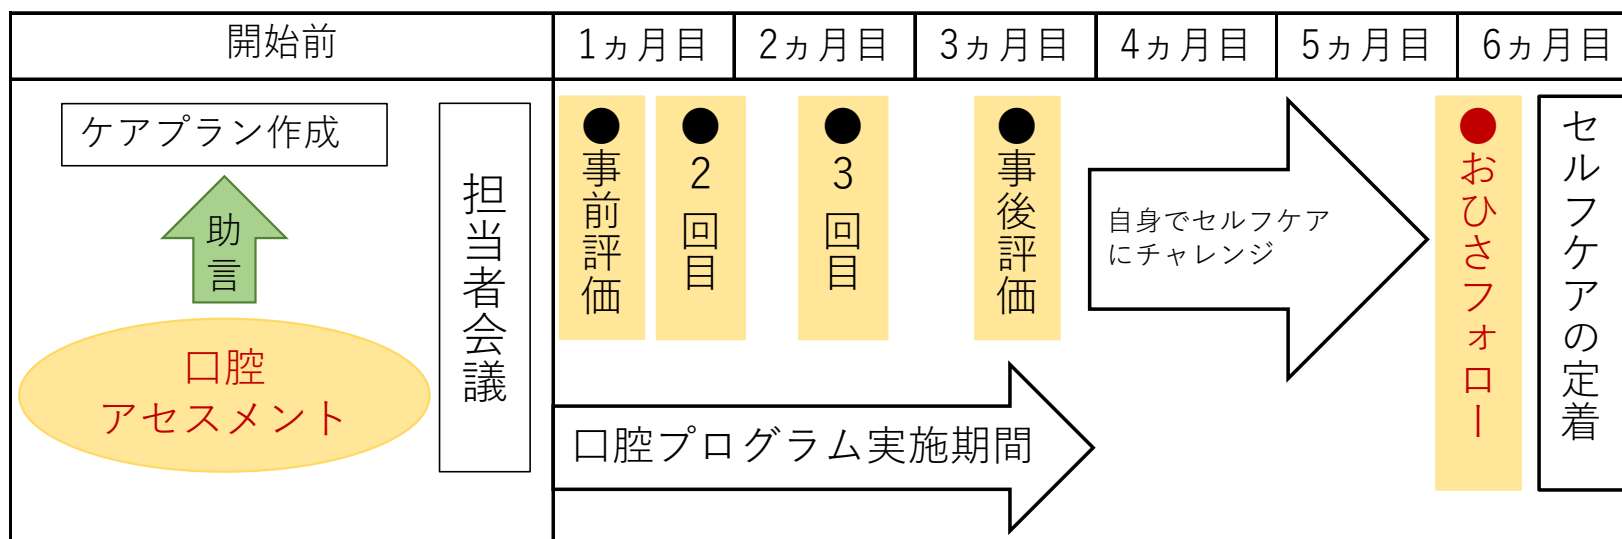 開始前
1ヵ月目
2ヵ月目
3ヵ月目
4ヵ月目
5ヵ月目
6ヵ月目
ケアプラン作成
助言
口腔
アセスメント
担当者会議
●事前評価
●2回目
●3回目
●事後評価
口腔プログラム実施期間
自身でセルフケア
にチャレンジ
●おひさフォロー
セルフケアの定着